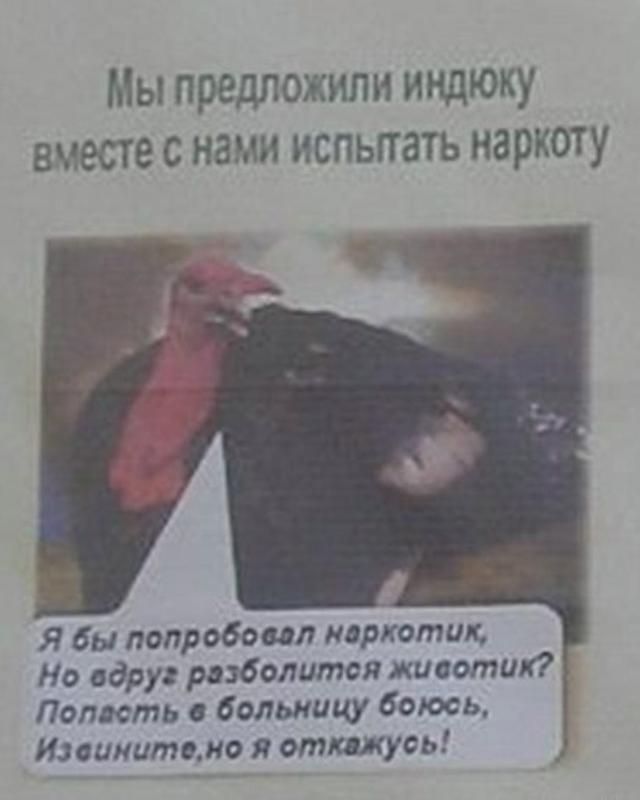 Мы предложили индюку
вместе с нами испытать наркоту
Я бы попробовал наркотик,
Но вдруг разболится животик?
Попасть в больницу боюсь,
Извините,но я откажусь!